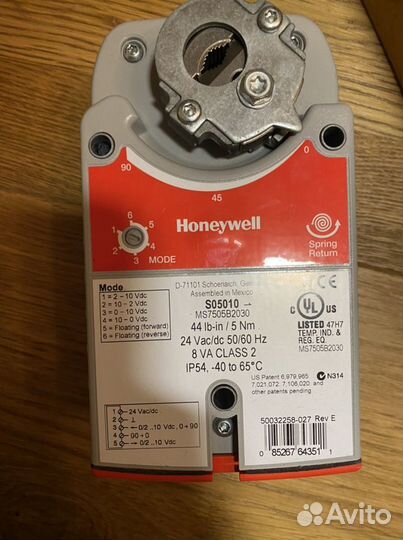 90
45
0
6
5
4
3
2
1
MODE
Honeywell
Spring
Return
D-71101 Schoenaich,
Assembled in Mexico
S05010 →
MS7505B2030
44 lb-in / 5 Nm
24 Vac/dc 50/60 Hz
8 VA CLASS 2
IP54, -40 to 65°C
Mode
1 = 2 – 10 Vdc
2 = 10 – 2 Vdc
3 = 0 – 10 Vdc
4 = 10 – 0 Vdc
5 = Floating (forward)
6 = Floating (reverse)
C UL US
LISTED 47H7
TEMP. IND. &
REG. EQ.
MS7505B2030
US Patent 6,979,965
7,021,072; 7,106,020, and
other patents pending.
N314
1 24 Vac/dc
2 ⊥
3 ← 0/2 ..10 Vdc, 0→90
4 90→0
5 → 0/2 ..10 Vdc
50032258-027 Rev E
0 85267 64351 1
Avito